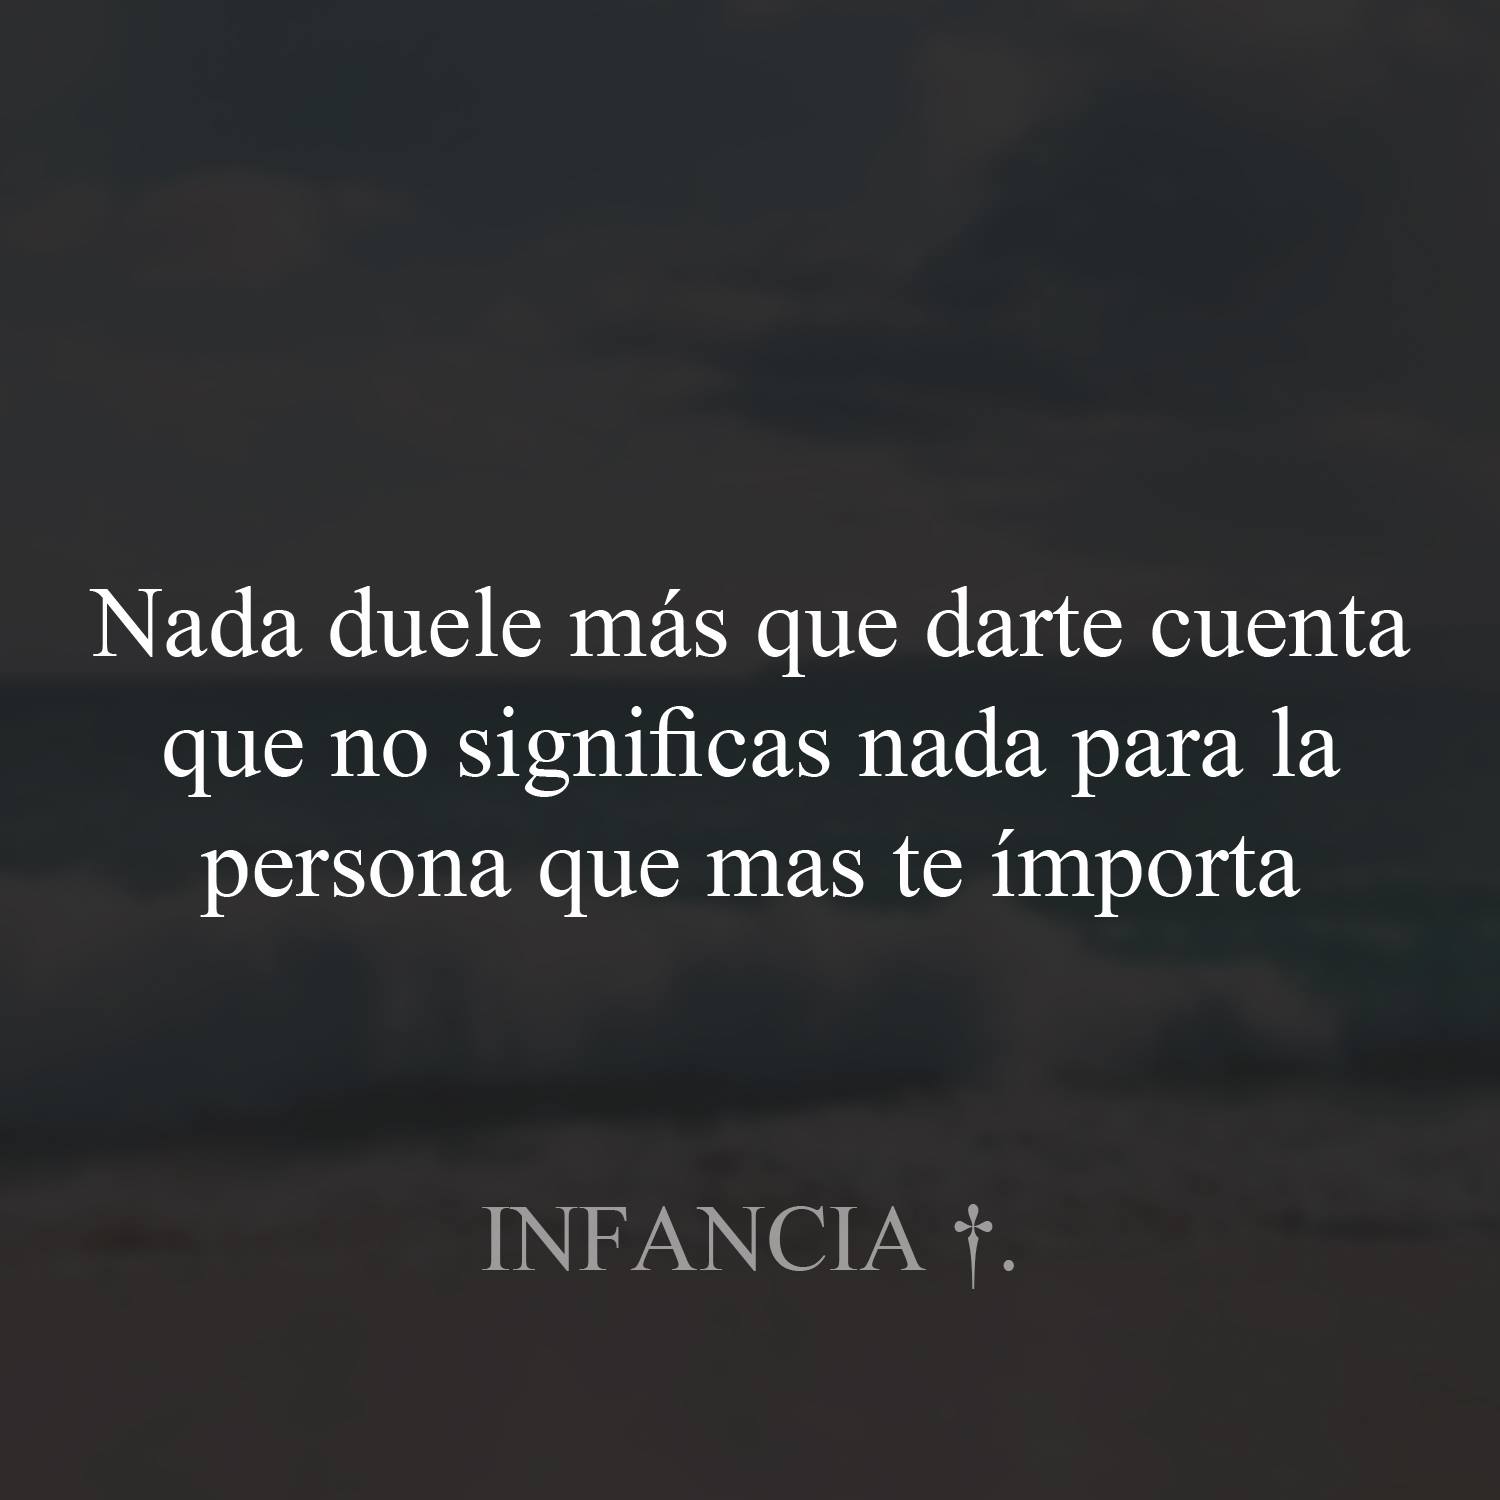 Nada duele más que darte cuenta
que no significas nada para la
persona que mas te ímporta
INFANCIA †.